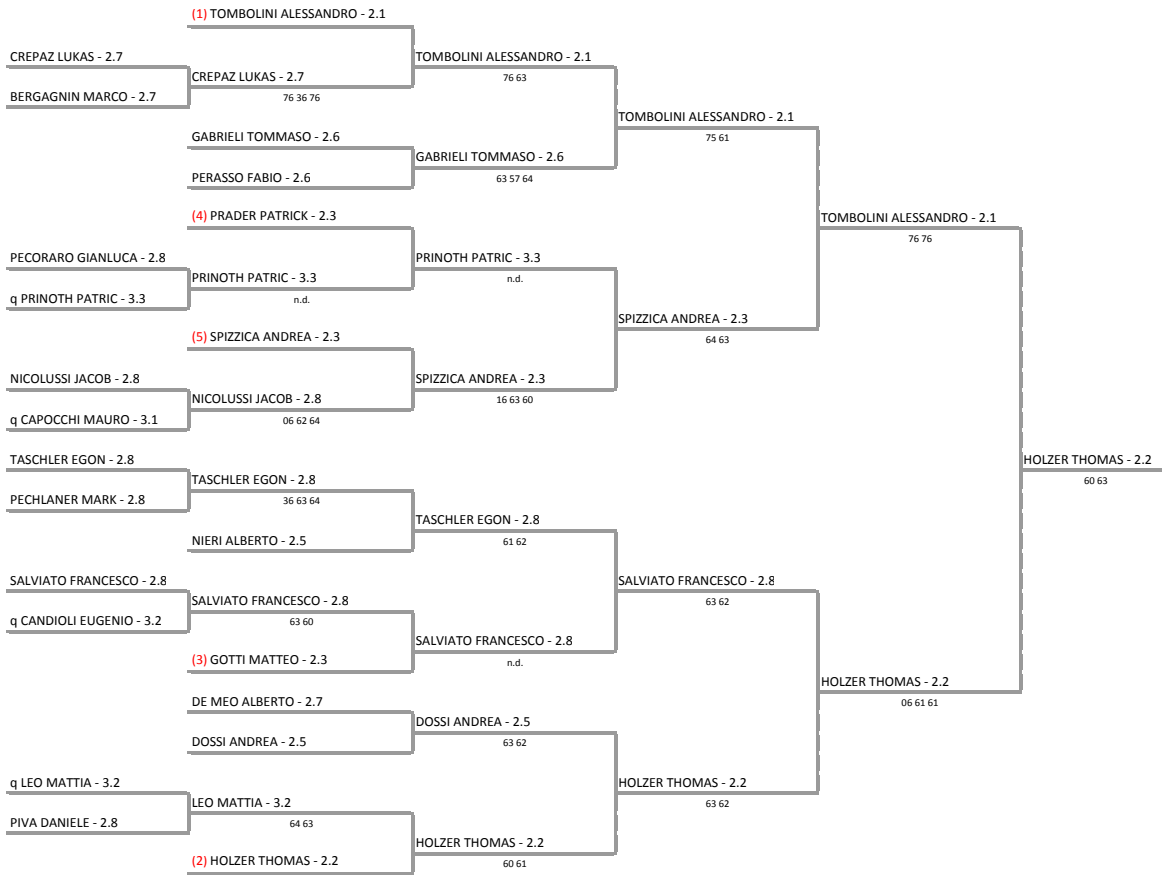 (1) TOMBOLINI ALESSANDRO - 2.1
CREPAZ LUKAS - 2.7
TOMBOLINI ALESSANDRO - 2.1
CREPAZ LUKAS - 2.7
76 63
BERGAGNIN MARCO - 2.7
76 36 76
TOMBOLINI ALESSANDRO - 2.1
GABRIELI TOMMASO - 2.6
75 61
GABRIELI TOMMASO - 2.6
PERASSO FABIO - 2.6
63 57 64
(4) PRADER PATRICK - 2.3
TOMBOLINI ALESSANDRO - 2.1
76 76
PECORARO GIANLUCA - 2.8
PRINOTH PATRIC - 3.3
PRINOTH PATRIC - 3.3
n.d.
q PRINOTH PATRIC - 3.3
n.d.
SPIZZICA ANDREA - 2.3
(5) SPIZZICA ANDREA - 2.3
64 63
NICOLUSSI JACOB - 2.8
SPIZZICA ANDREA - 2.3
NICOLUSSI JACOB - 2.8
16 63 60
q CAPOCCHI MAURO - 3.1
06 62 64
TASCHLER EGON - 2.8
HOLZER THOMAS - 2.2
TASCHLER EGON - 2.8
60 63
PECHLANER MARK - 2.8
36 63 64
TASCHLER EGON - 2.8
NIERI ALBERTO - 2.5
61 62
SALVIATO FRANCESCO - 2.8
SALVIATO FRANCESCO - 2.8
SALVIATO FRANCESCO - 2.8
63 62
q CANDIOLI EUGENIO - 3.2
63 60
SALVIATO FRANCESCO - 2.8
(3) GOTTI MATTEO - 2.3
n.d.
HOLZER THOMAS - 2.2
DE MEO ALBERTO - 2.7
06 61 61
DOSSI ANDREA - 2.5
DOSSI ANDREA - 2.5
63 62
q LEO MATTIA - 3.2
HOLZER THOMAS - 2.2
LEO MATTIA - 3.2
63 62
PIVA DANIELE - 2.8
64 63
HOLZER THOMAS - 2.2
(2) HOLZER THOMAS - 2.2
60 61